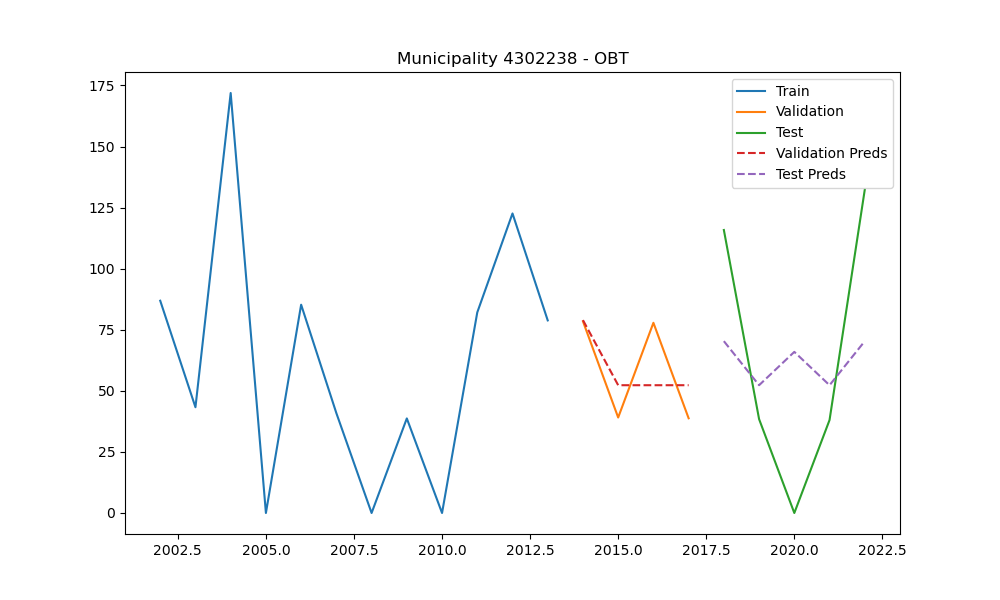 Municipality 4302238 - OBT
175
150
125
100
75
50
25
0
Train
Validation
Test
Validation Preds
Test Preds
2002.5 2005.0 2007.5 2010.0 2012.5 2015.0 2017.5 2020.0 2022.5